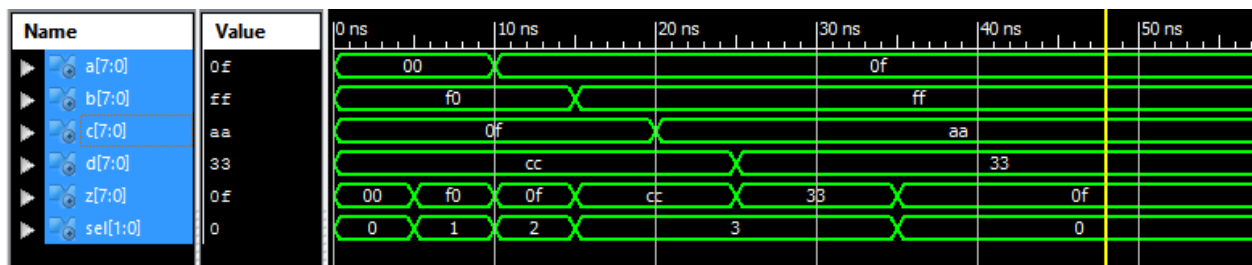 Name Value 0 ns 10 ns 20 ns 30 ns 40 ns 50 ns
a[7:0] 0f 00 0f
b[7:0] ff f0 ff
c[7:0] aa 0f aa
d[7:0] 33 cc 33
z[7:0] 0f 00 f0 0f cc 33 0f
sel[1:0] 0 0 1 2 3 0